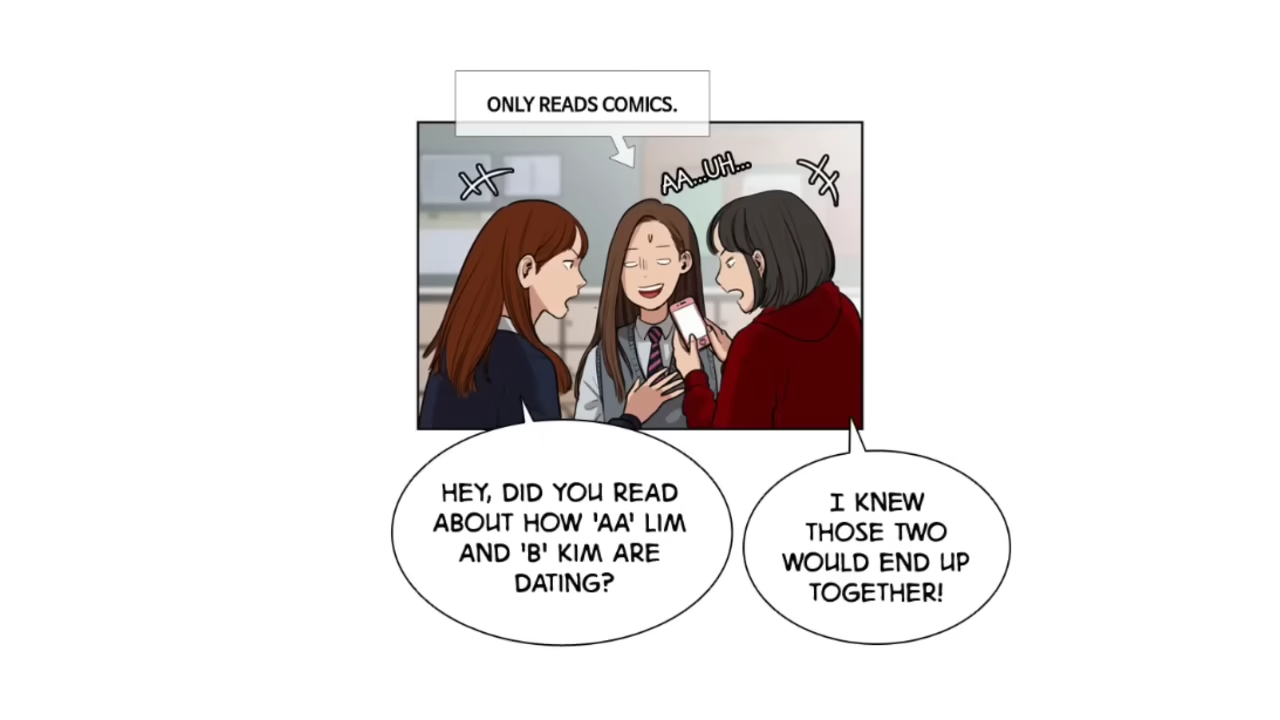 ONLY READS COMICS.
AA...UH...
HEY, DID YOU READ
ABOUT HOW 'AA' LIM
AND 'B' KIM ARE
DATING?
I KNEW
THOSE TWO
WOULD END UP
TOGETHER!